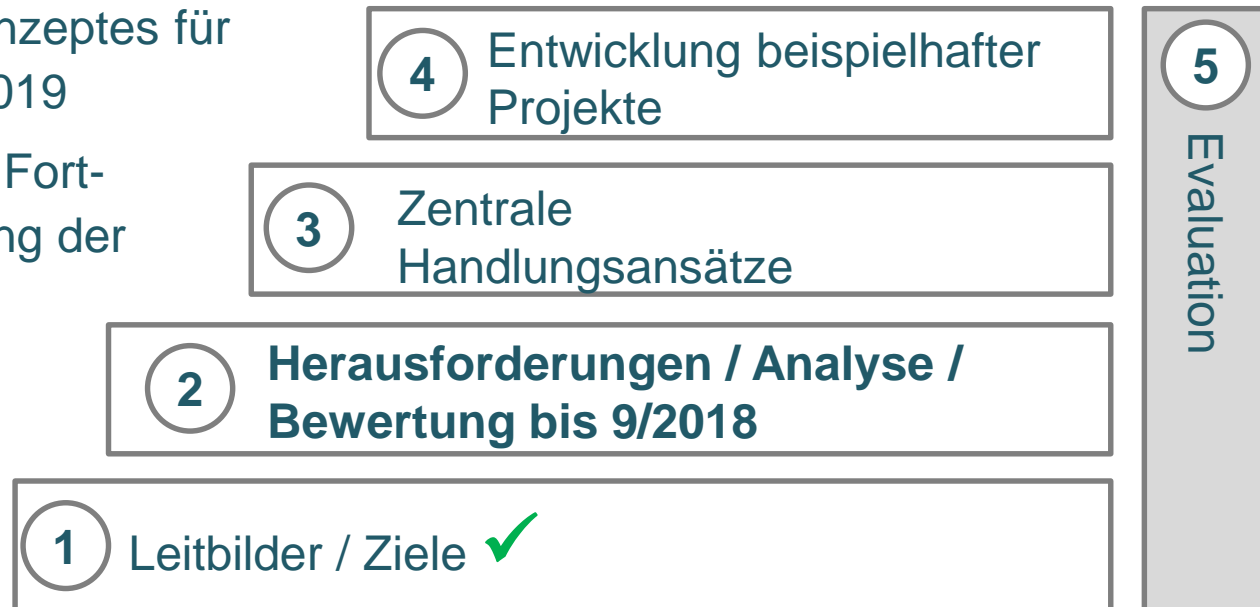 nzeptes für
019
Fort-
ng der
4
Entwicklung beispielhafter
Projekte
3
Zentrale
Handlungsansätze
2
Herausforderungen / Analyse /
Bewertung bis 9/2018
1
Leitbilder / Ziele ✓
5
Evaluation